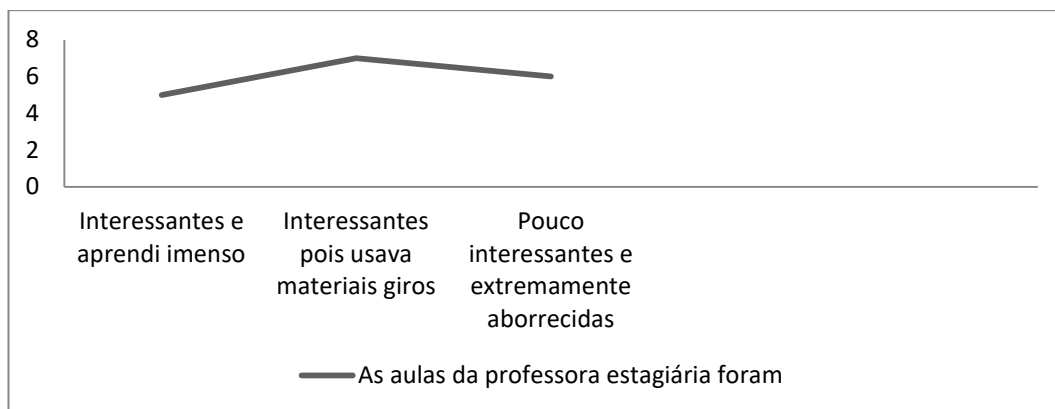 8
6
4
2
0
Interessantes e
aprendi imenso
Interessantes
pois usava
materiais giros
Pouco
interessantes e
extremamente
aborrecidas
As aulas da professora estagiária foram